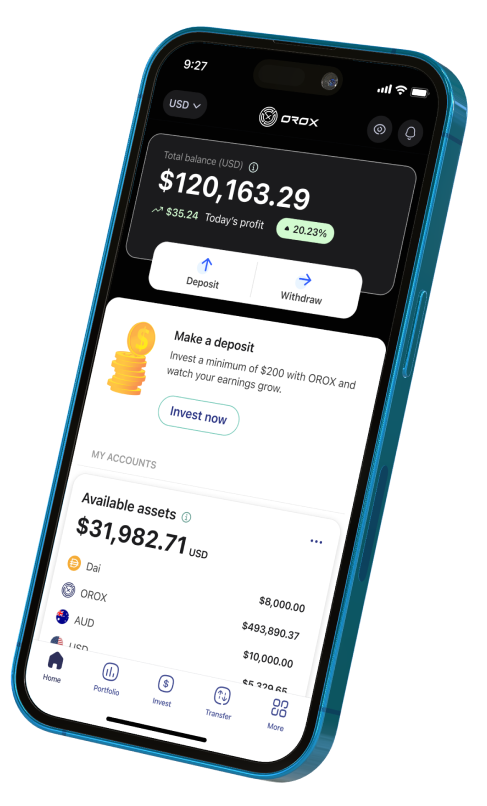 9:27
USD
OROX
Total balance (USD)
$120,163.29
$35.24 Today's profit 20.23%
Deposit
Withdraw
Make a deposit
Invest a minimum of $200 with OROX and
watch your earnings grow.
Invest now
MY ACCOUNTS
Available assets
$31,982.71 USD
Dai $8,000.00
OROX $493,890.37
AUD $10,000.00
USD $5,329.65
Home
Portfolio
Invest
Transfer
More